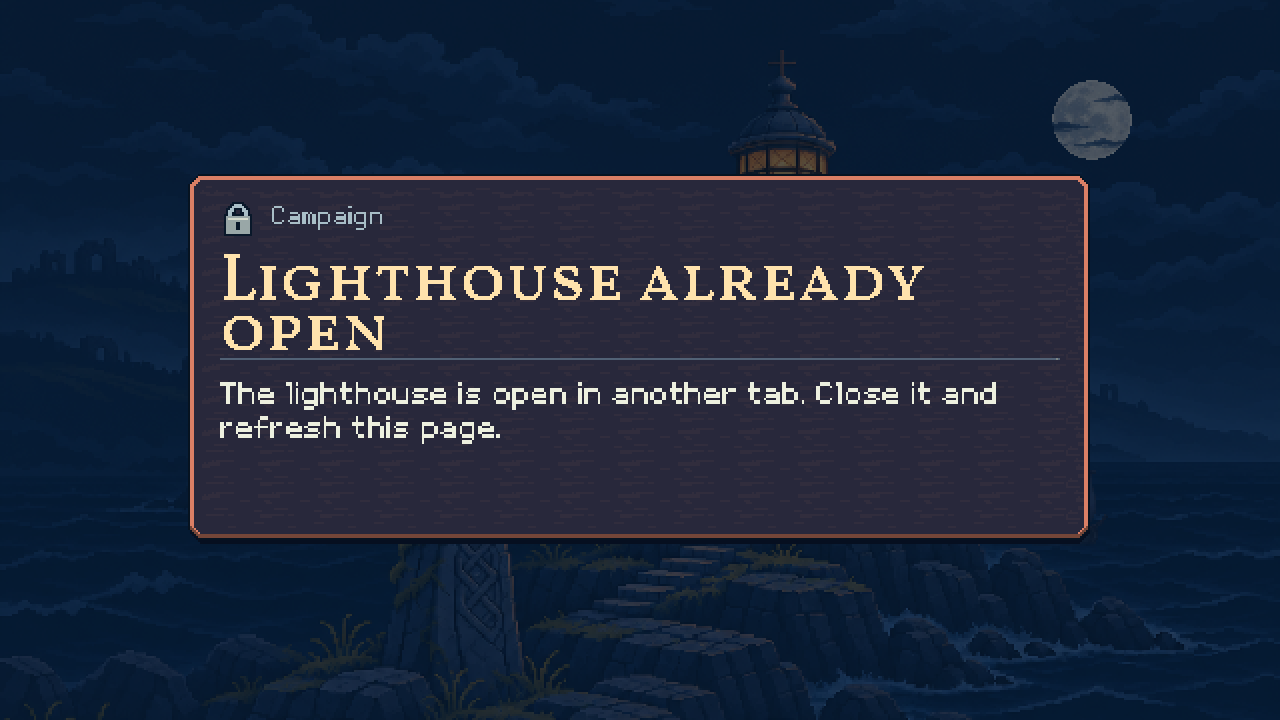 Campaign
Lighthouse already
open
The lighthouse is open in another tab. Close it and
refresh this page.